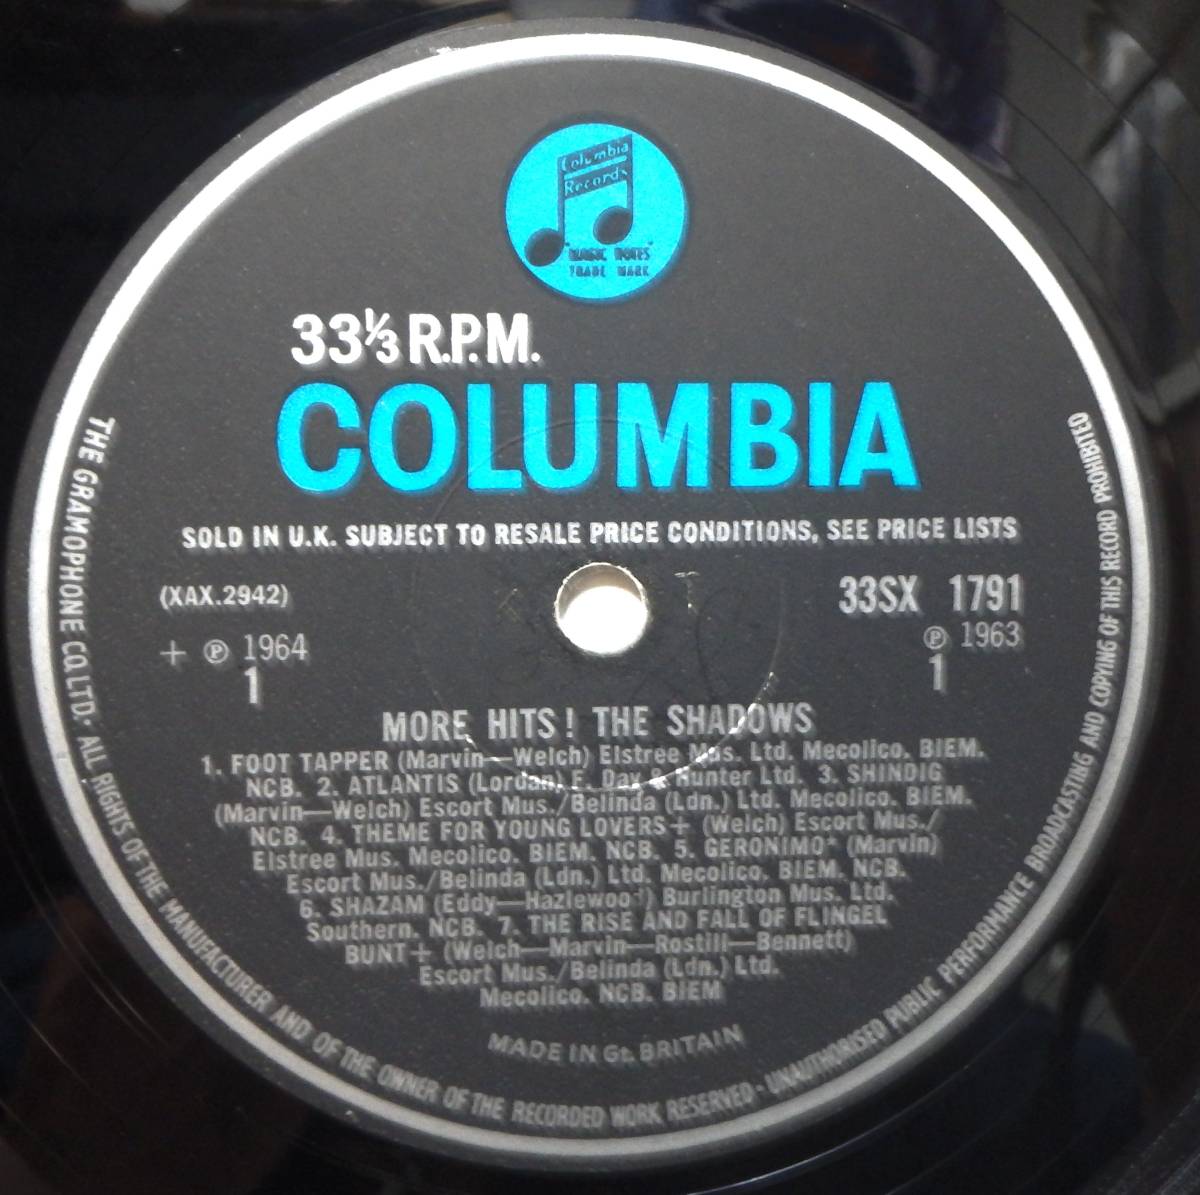 Columbia
Records
"MAGIC NOTES"
TRADE MARK
33⅓ R.P.M.
COLUMBIA
SOLD IN U.K. SUBJECT TO RESALE PRICE CONDITIONS, SEE PRICE LISTS
(XAX.2942)
33SX 1791
+ ℗ 1964
℗ 1963
1
1
MORE HITS! THE SHADOWS
1. FOOT TAPPER (Marvin—Welch) Elstree Mus. Ltd. Mecolico. BIEM.
NCB. 2. ATLANTIS (Lordan) F. Day & Hunter Ltd. 3. SHINDIG
(Marvin—Welch) Escort Mus./Belinda (Ldn.) Ltd. Mecolico. BIEM.
NCB. 4. THEME FOR YOUNG LOVERS+ (Welch) Escort Mus./
Elstree Mus. Mecolico. BIEM. NCB. 5. GERONIMO* (Marvin)
Escort Mus./Belinda (Ldn.) Ltd. Mecolico. BIEM. NCB.
6. SHAZAM (Eddy—Hazlewood) Burlington Mus. Ltd.
Southern. NCB. 7. THE RISE AND FALL OF FLINGEL
BUNT+ (Welch—Marvin—Rostill—Bennett)
Escort Mus./Belinda (Ldn.) Ltd.
Mecolico. NCB. BIEM
MADE IN Gt. BRITAIN
THE GRAMOPHONE CO. LTD. · ALL RIGHTS OF THE MANUFACTURER AND OF THE OWNER OF THE RECORDED WORK RESERVED · UNAUTHORISED PUBLIC PERFORMANCE BROADCASTING AND COPYING OF THIS RECORD PROHIBITED